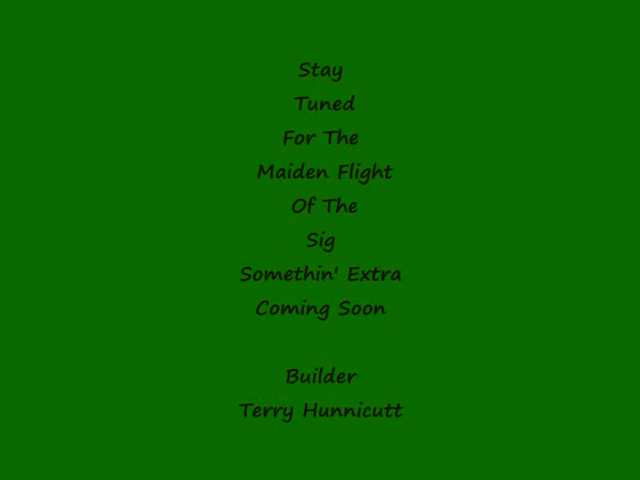 Stay
Tuned
For The
Maiden Flight
Of The
Sig
Somethin' Extra
Coming Soon
Builder
Terry Hunnicutt